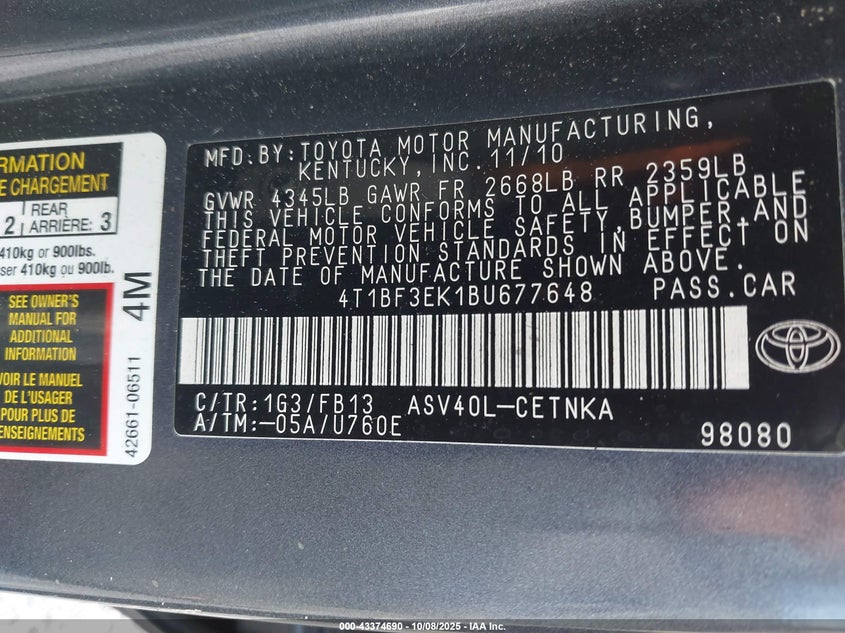 RMATION
E CHARGEMENT
2 REAR ARRIÈRE: 3
410kg or 900lbs.
ser 410kg ou 900lb.
SEE OWNER'S
MANUAL FOR
ADDITIONAL
INFORMATION
VOIR LE MANUEL
DE L'USAGER
POUR PLUS DE
RENSEIGNEMENTS
4M
42661-06511
MFD.BY:TOYOTA MOTOR MANUFACTURING,
KENTUCKY,INC.11/10
GVWR 4345LB GAWR FR 2668LB RR 2359LB
THIS VEHICLE CONFORMS TO ALL APPLICABLE
FEDERAL MOTOR VEHICLE SAFETY,BUMPER,AND
THEFT PREVENTION STANDARDS IN EFFECT ON
THE DATE OF MANUFACTURE SHOWN ABOVE.
4T1BF3EK1BU677648 PASS.CAR
C/TR:1G3/FB13 ASV40L-CETNKA
A/TM:-05A/U760E
98080
000-43374690 - 10/08/2025 - IAA Inc.